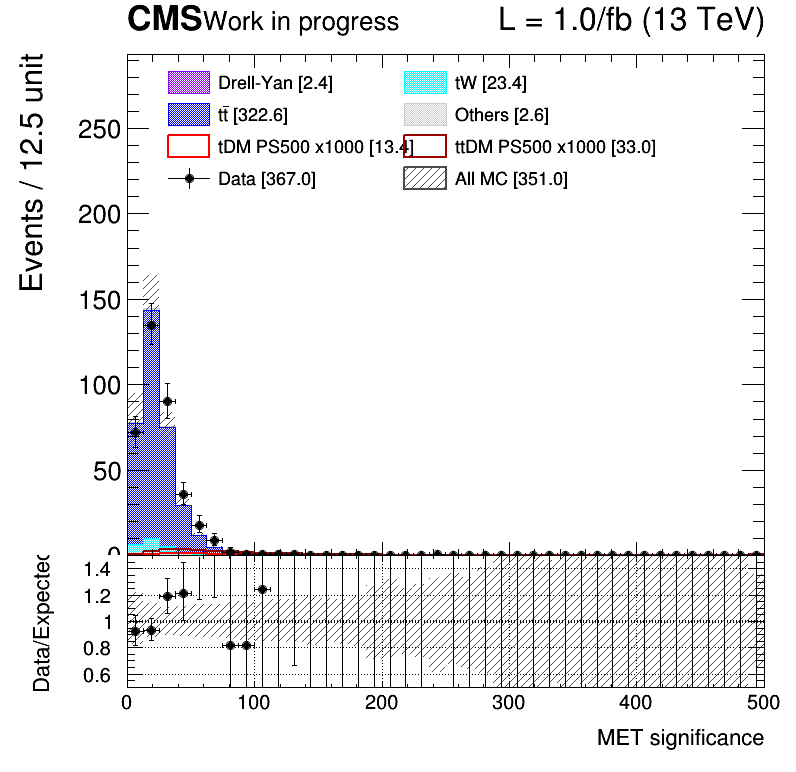 CMS Work in progress L = 1.0/fb (13 TeV)
Drell-Yan [2.4] tW [23.4]
tt̄ [322.6] Others [2.6]
tDM PS500 x1000 [13.4] ttDM PS500 x1000 [33.0]
Data [367.0] All MC [351.0]
Events / 12.5 unit
250
200
150
100
50
0
Data/Expected
1.4
1.2
1
0.8
0.6
0 100 200 300 400 500
MET significance